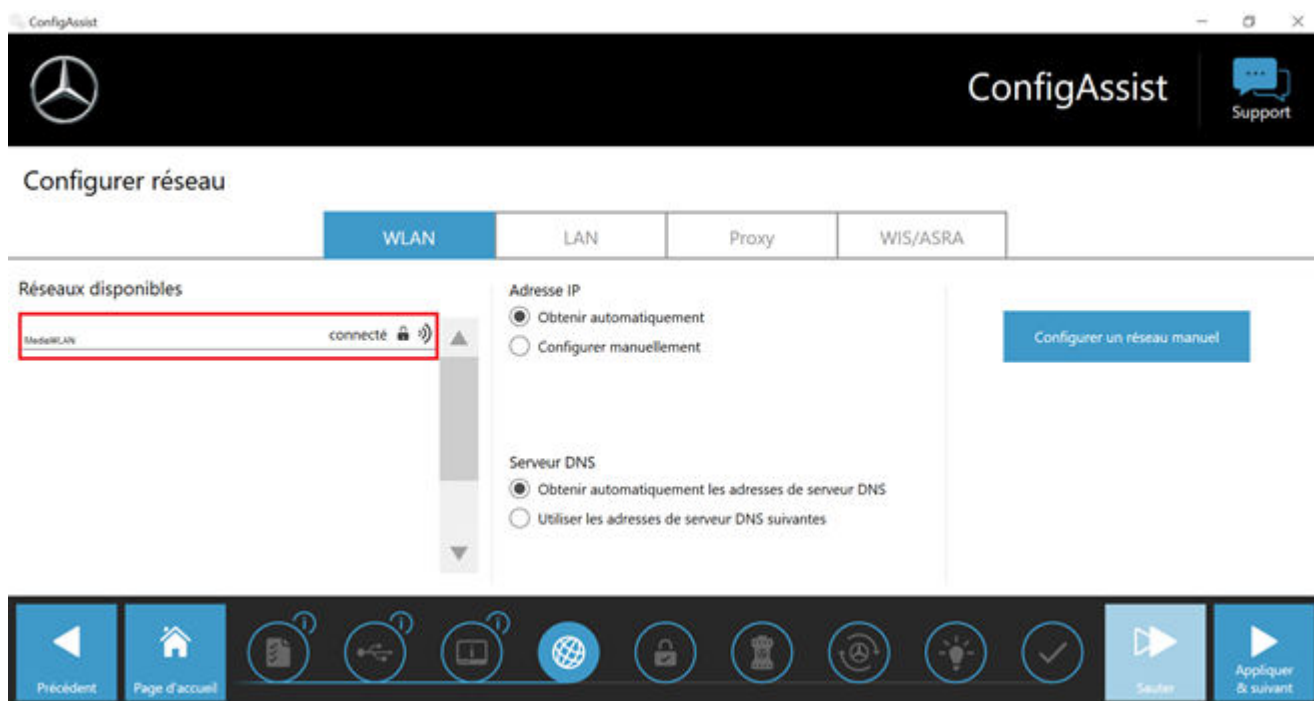 ConfigAssist
ConfigAssist
Support
Configurer réseau
WLAN
LAN
Proxy
WIS/ASRA
Réseaux disponibles
MediaWLAN
connecté
Adresse IP
Obtenir automatiquement
Configurer manuellement
Configurer un réseau manuel
Serveur DNS
Obtenir automatiquement les adresses de serveur DNS
Utiliser les adresses de serveur DNS suivantes
Précédent
Page d'accueil
Sauter
Appliquer
& suivant